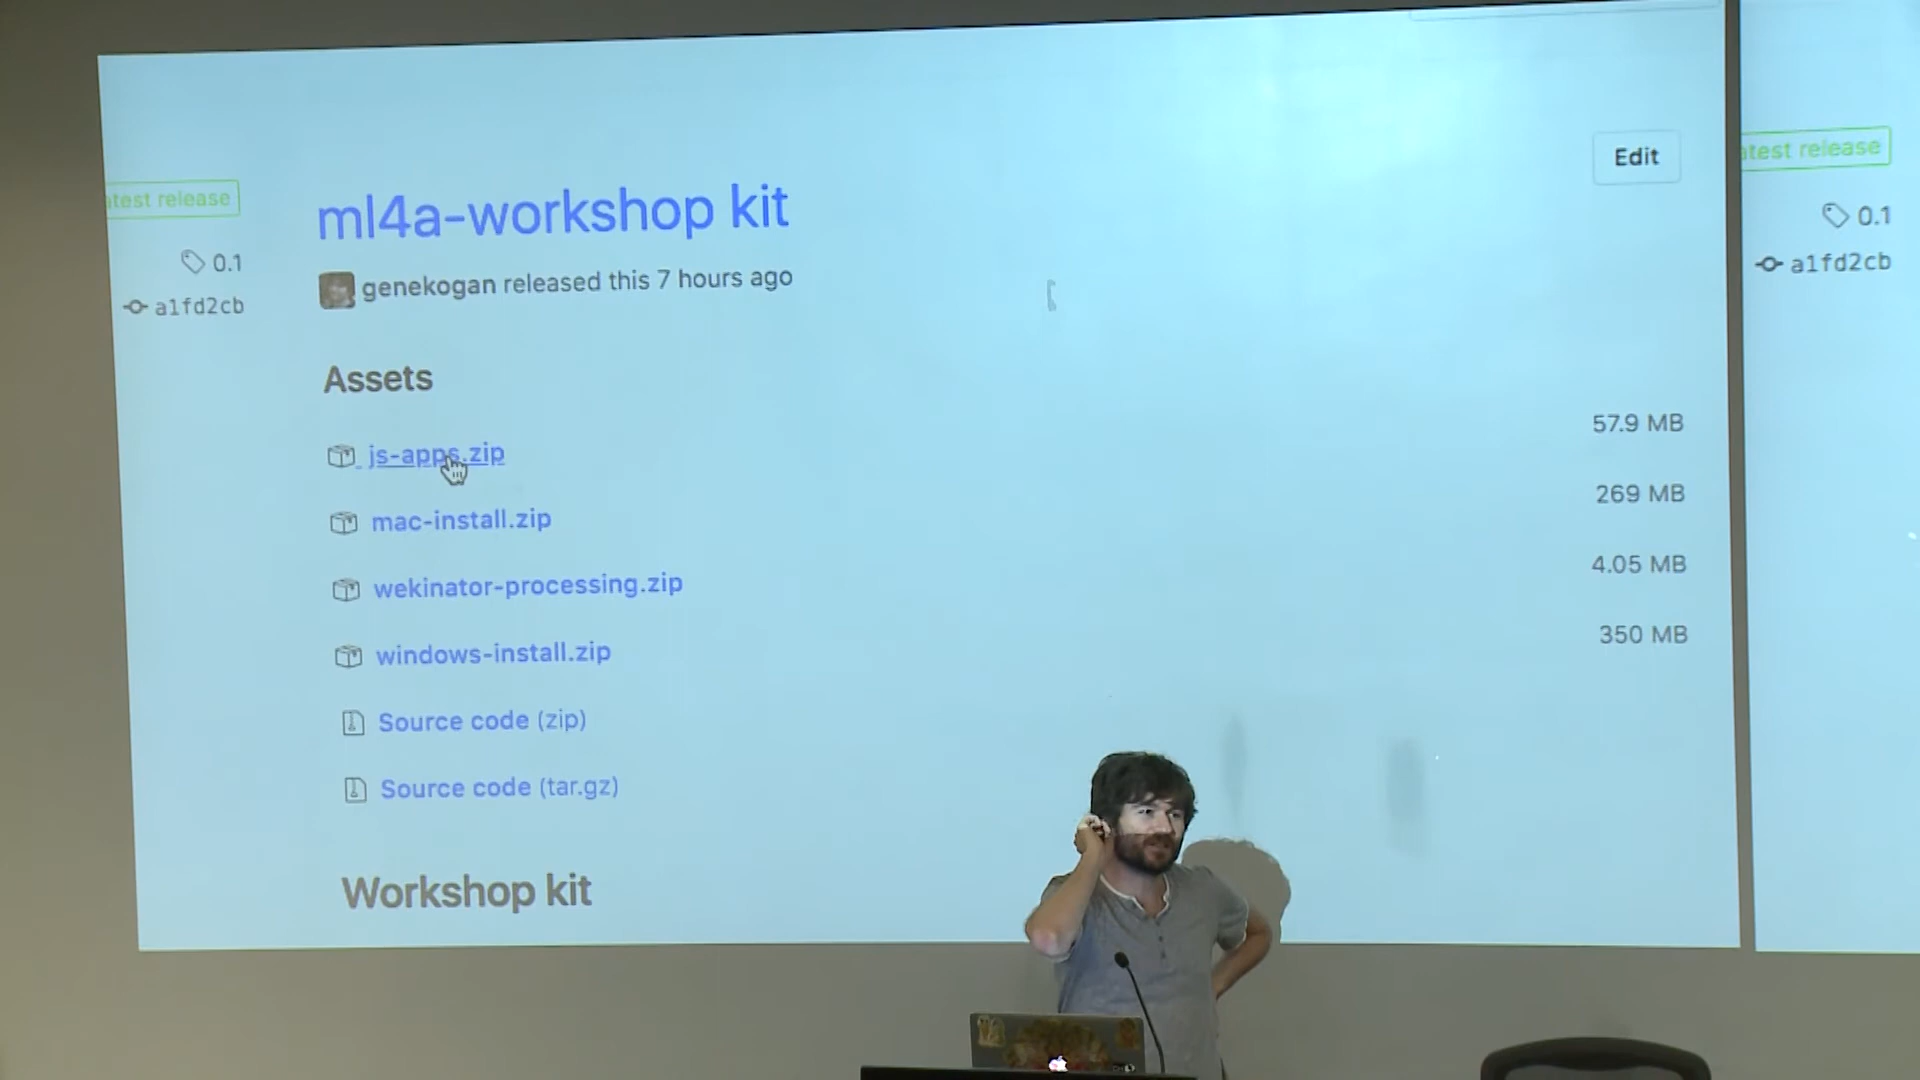 atest release
0.1
a1fd2cb
ml4a-workshop kit
genekogan released this 7 hours ago
Edit
Assets
js-apps.zip 57.9 MB
mac-install.zip 269 MB
wekinator-processing.zip 4.05 MB
windows-install.zip 350 MB
Source code (zip)
Source code (tar.gz)
Workshop kit
atest release
0.1
a1fd2cb